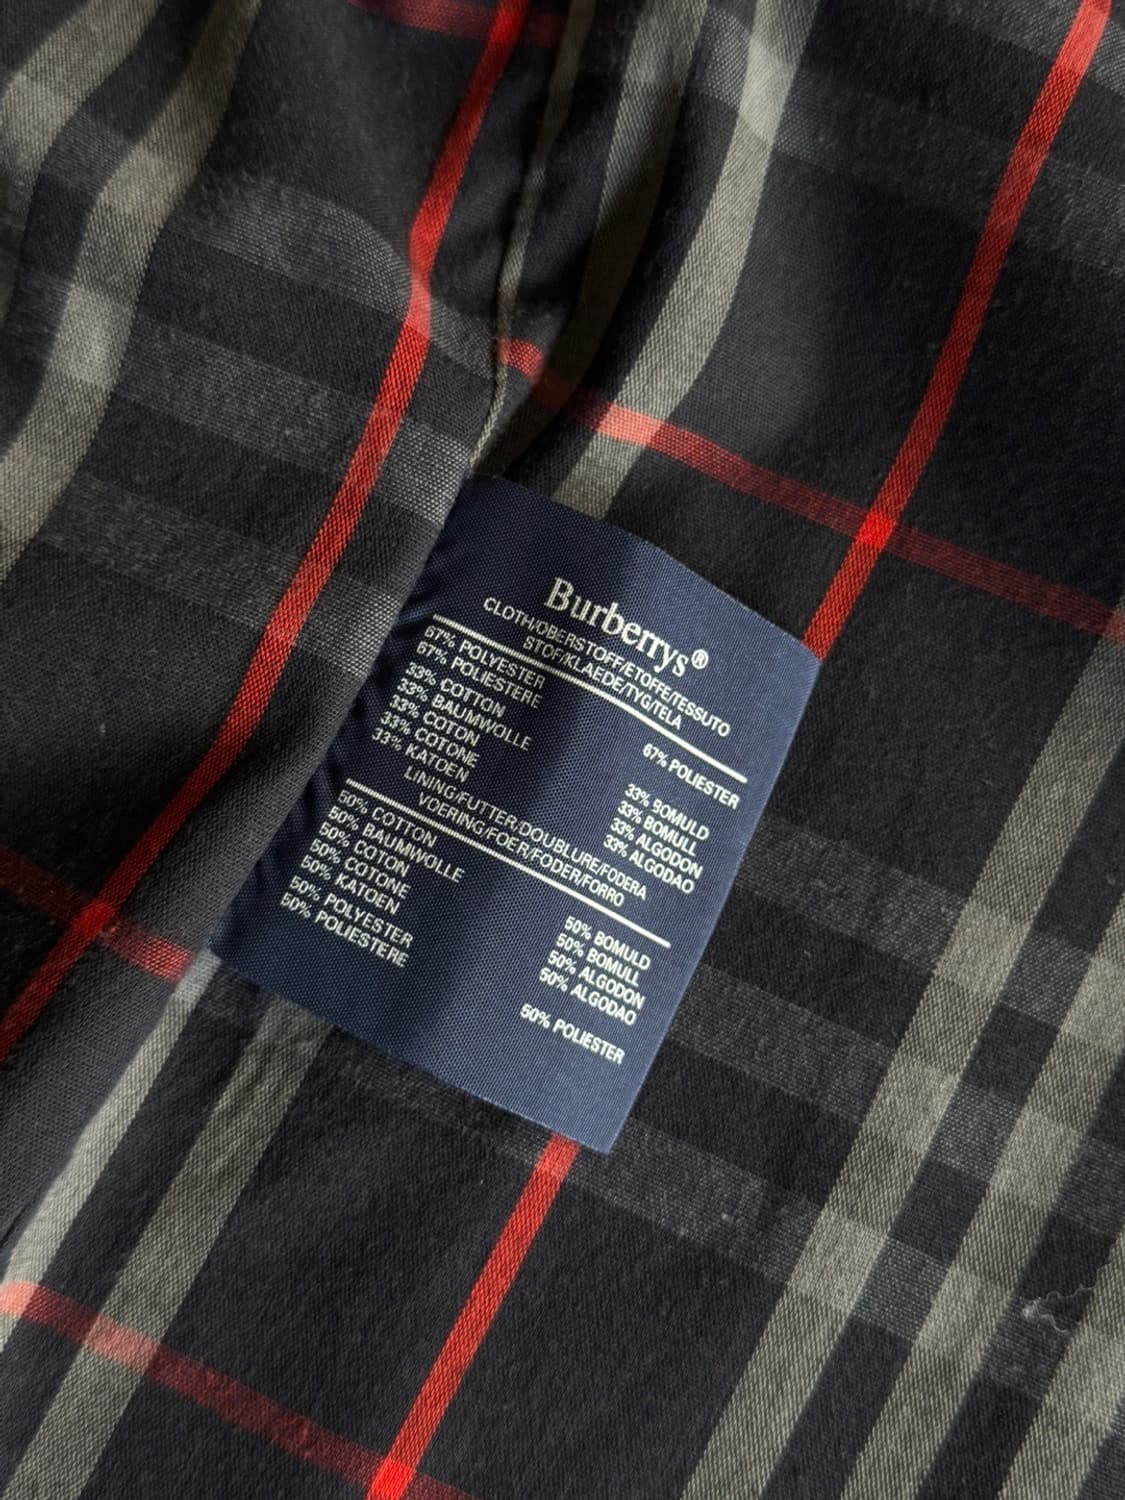 Burberrys®
CLOTH/OBERSTOFF/ETOFFE/TESSUTO
STOF/KLAEDE/TYG/TELA
67% POLYESTER
67% POLIESTERE
67% POLIESTER
33% COTTON
33% BAUMWOLLE
33% COTON
33% COTONE
33% KATOEN
33% BOMULD
33% BOMULL
33% ALGODON
33% ALGODAO
LINING/FUTTER/DOUBLURE/FODERA
VOERING/FOER/FODER/FORRO
50% COTTON
50% BAUMWOLLE
50% COTON
50% COTONE
50% KATOEN
50% BOMULD
50% BOMULL
50% ALGODON
50% ALGODAO
50% POLYESTER
50% POLIESTERE
50% POLIESTER